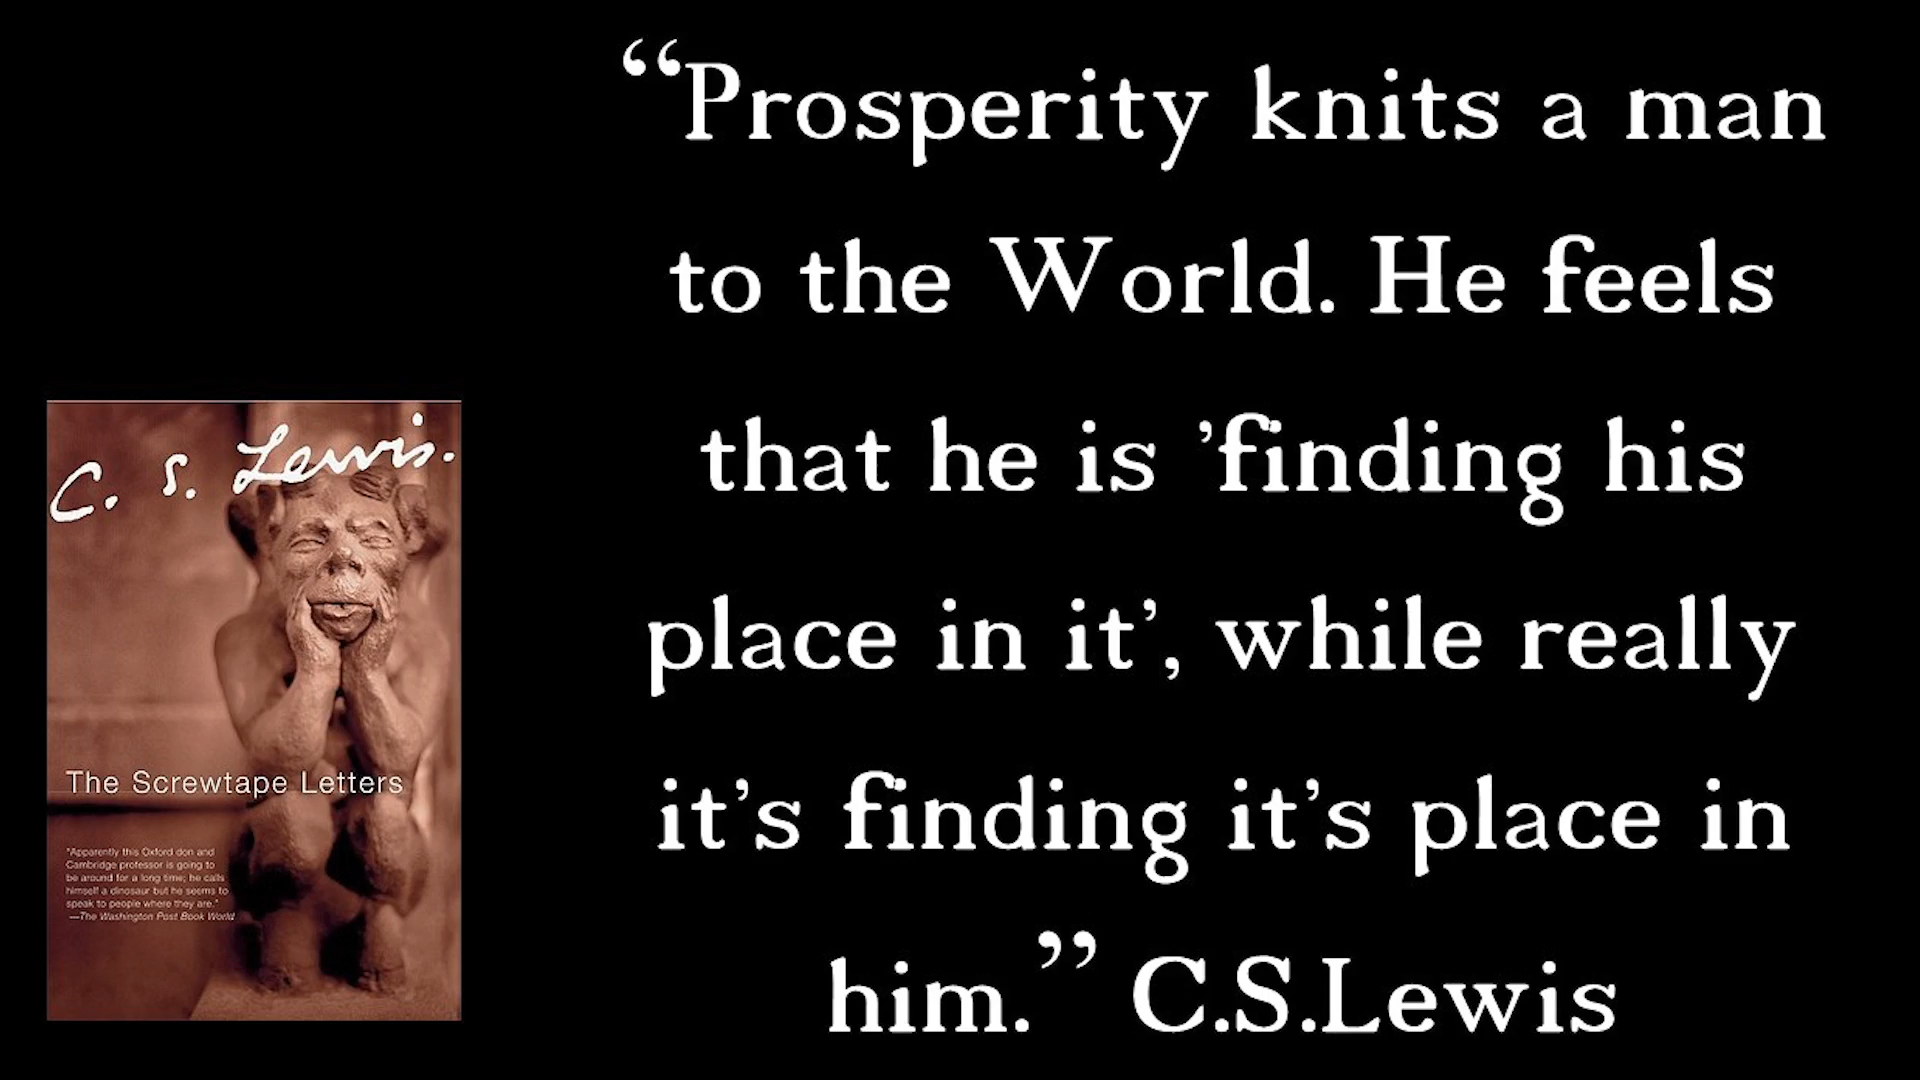 “Prosperity knits a man
to the World. He feels
that he is ’finding his
place in it’, while really
it’s finding it’s place in
him.” C.S.Lewis
C. S. Lewis.
The Screwtape Letters
"Apparently this Oxford don and
Cambridge professor is going to
be around for a long time; he calls
himself a dinosaur but he seems to
speak to people where they are."
—The Washington Post Book World